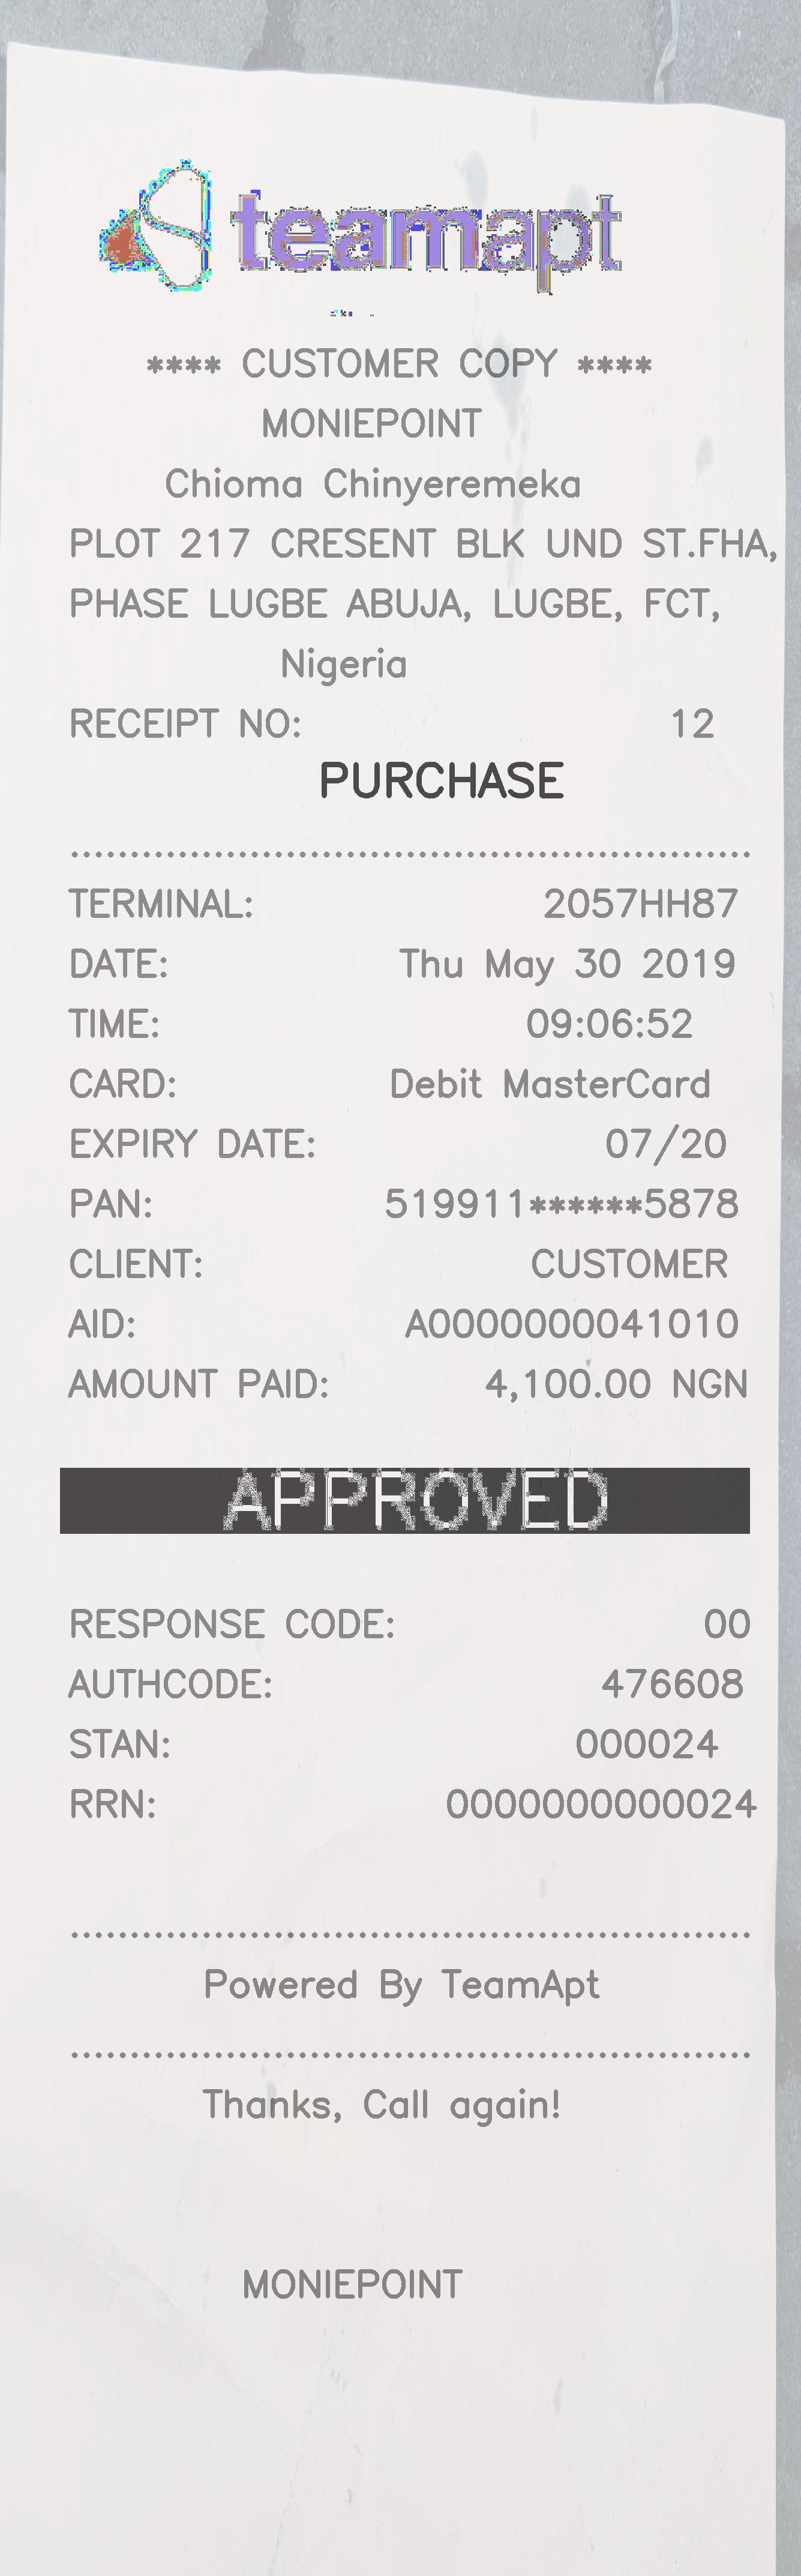 teamapt
**** CUSTOMER COPY ****
MONIEPOINT
Chioma Chinyeremeka
PLOT 217 CRESENT BLK UND ST.FHA,
PHASE LUGBE ABUJA, LUGBE, FCT,
Nigeria
RECEIPT NO: 12
PURCHASE
TERMINAL: 2057HH87
DATE: Thu May 30 2019
TIME: 09:06:52
CARD: Debit MasterCard
EXPIRY DATE: 07/20
PAN: 519911******5878
CLIENT: CUSTOMER
AID: A0000000041010
AMOUNT PAID: 4,100.00 NGN
APPROVED
RESPONSE CODE: 00
AUTHCODE: 476608
STAN: 000024
RRN: 0000000000024
Powered By TeamApt
Thanks, Call again!
MONIEPOINT